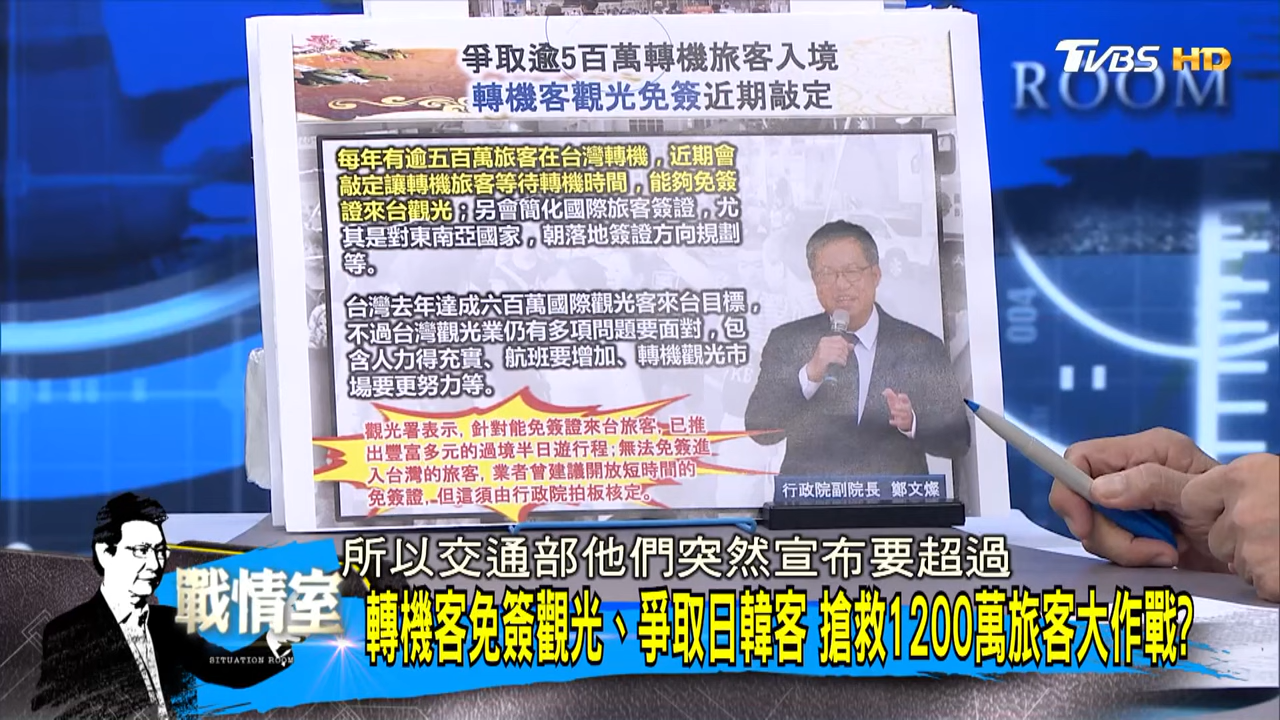 TVBS HD
ROOM
爭取逾5百萬轉機旅客入境
轉機客觀光免簽近期敲定
每年有逾五百萬旅客在台灣轉機，近期會
敲定讓轉機旅客等待轉機時間，能夠免簽
證來台觀光；另會簡化國際旅客簽證，尤
其是對東南亞國家，朝落地簽證方向規劃
等。
台灣去年達成六百萬國際觀光客來台目標，
不過台灣觀光業仍有多項問題要面對，包
含人力得充實、航班要增加、轉機觀光市
場要更努力等。
觀光署表示，針對能免簽證來台旅客，已推
出豐富多元的過境半日遊行程；無法免簽進
入台灣的旅客，業者曾建議開放短時間的
免簽證，但這須由行政院拍板核定。
行政院副院長 鄭文燦
004
所以交通部他們突然宣布要超過
戰情室
SITUATION ROOM
轉機客免簽觀光、爭取日韓客 搶救1200萬旅客大作戰?